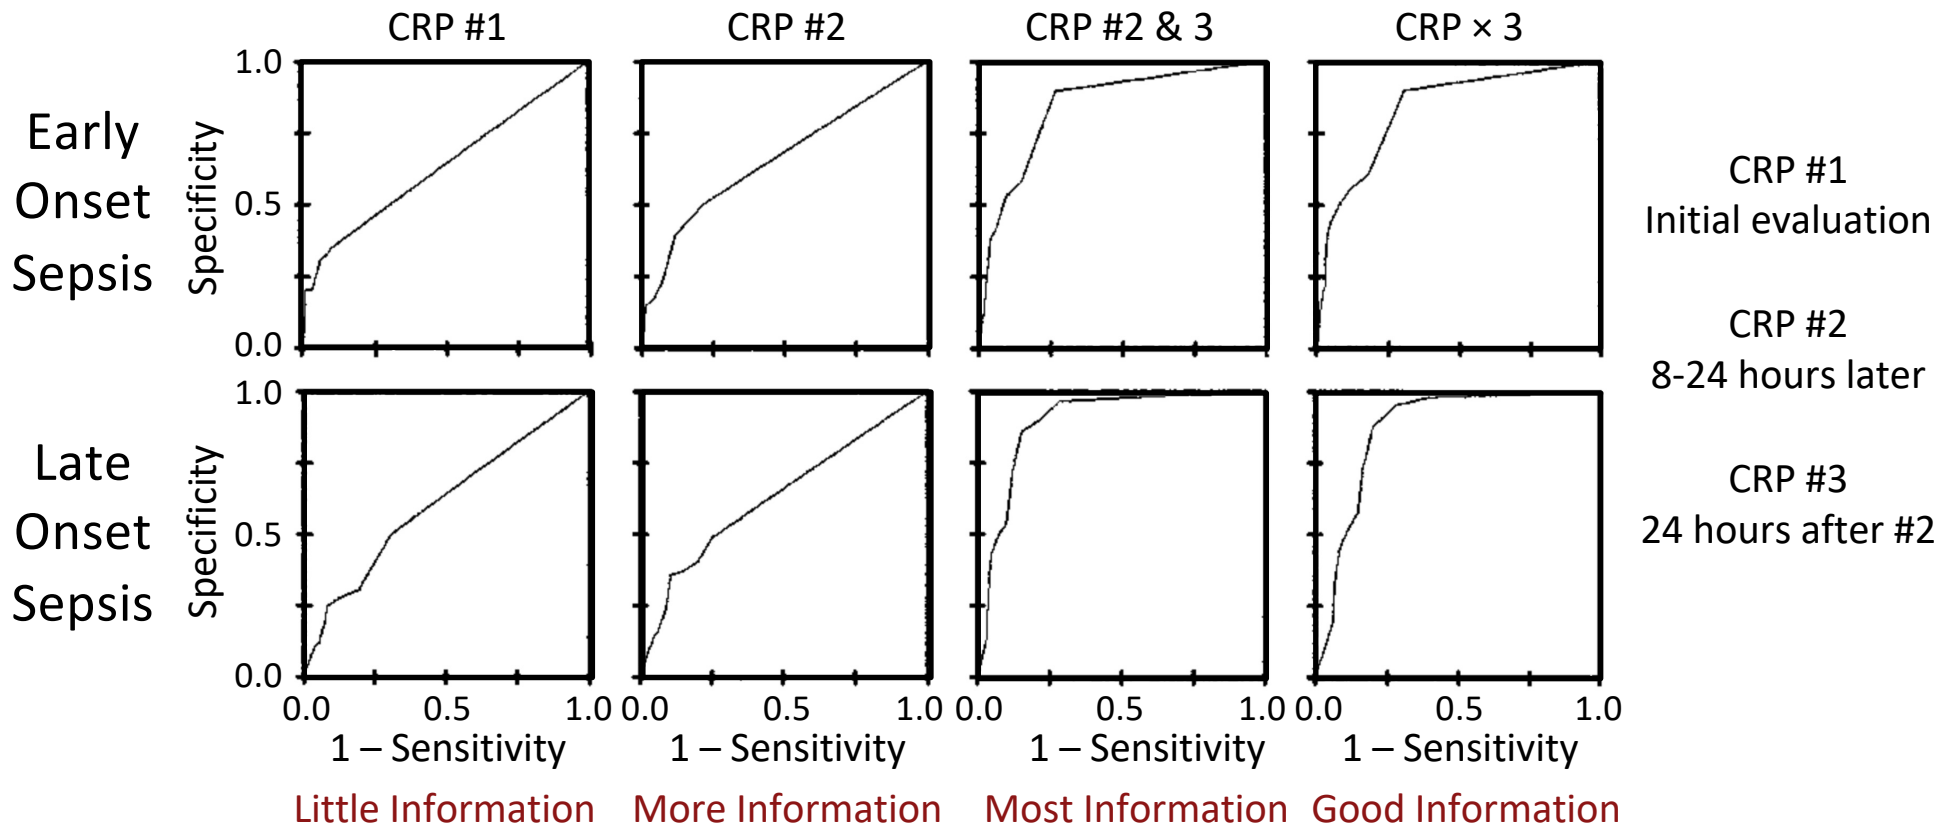 CRP #1 CRP #2 CRP #2 & 3 CRP × 3
Early
Onset
Sepsis
Specificity
1.0
0.5
0.0
CRP #1
Initial evaluation
CRP #2
8-24 hours later
CRP #3
24 hours after #2
Late
Onset
Sepsis
Specificity
1.0
0.5
0.0
0.0 0.5 1.0 0.0 0.5 1.0 0.0 0.5 1.0 0.0 0.5 1.0
1 – Sensitivity 1 – Sensitivity 1 – Sensitivity 1 – Sensitivity
Little Information More Information Most Information Good Information